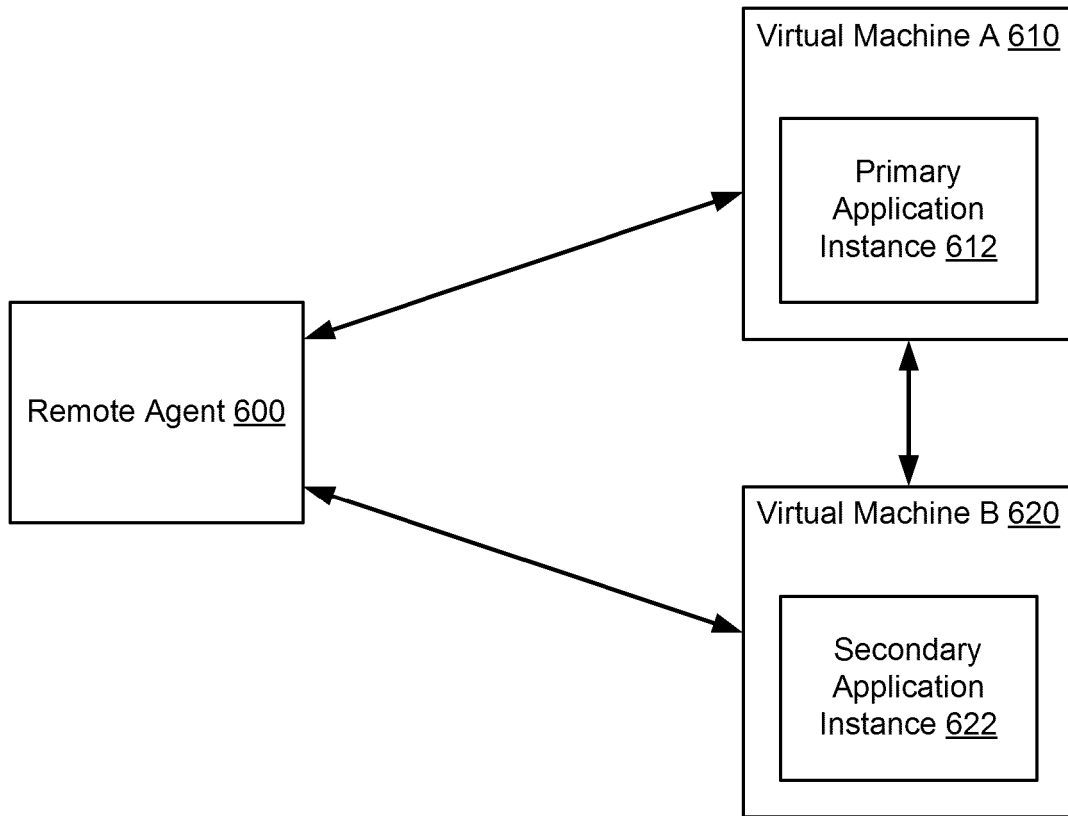 Virtual Machine A 610
Primary
Application
Instance 612
Remote Agent 600
Virtual Machine B 620
Secondary
Application
Instance 622